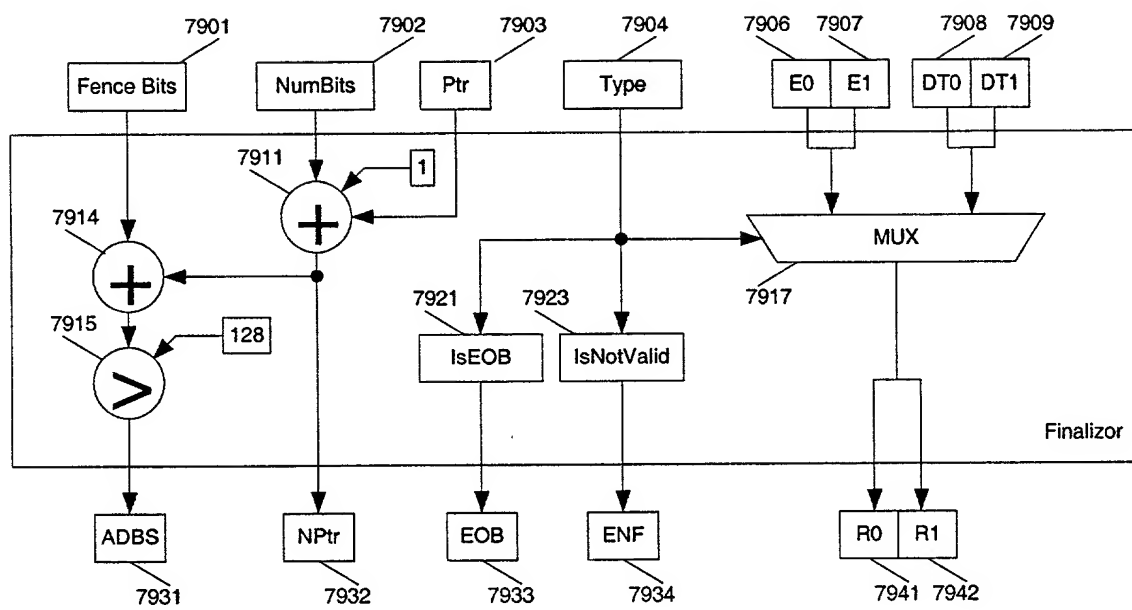 7901
7902
7903
7904
7906
7907
7908
7909
Fence Bits
NumBits
Ptr
Type
E0
E1
DT0
DT1
7911
1
+
7914
+
MUX
7917
7915
128
>
7921
7923
IsEOB
IsNotValid
Finalizor
ADBS
NPtr
EOB
ENF
R0
R1
7931
7932
7933
7934
7941
7942